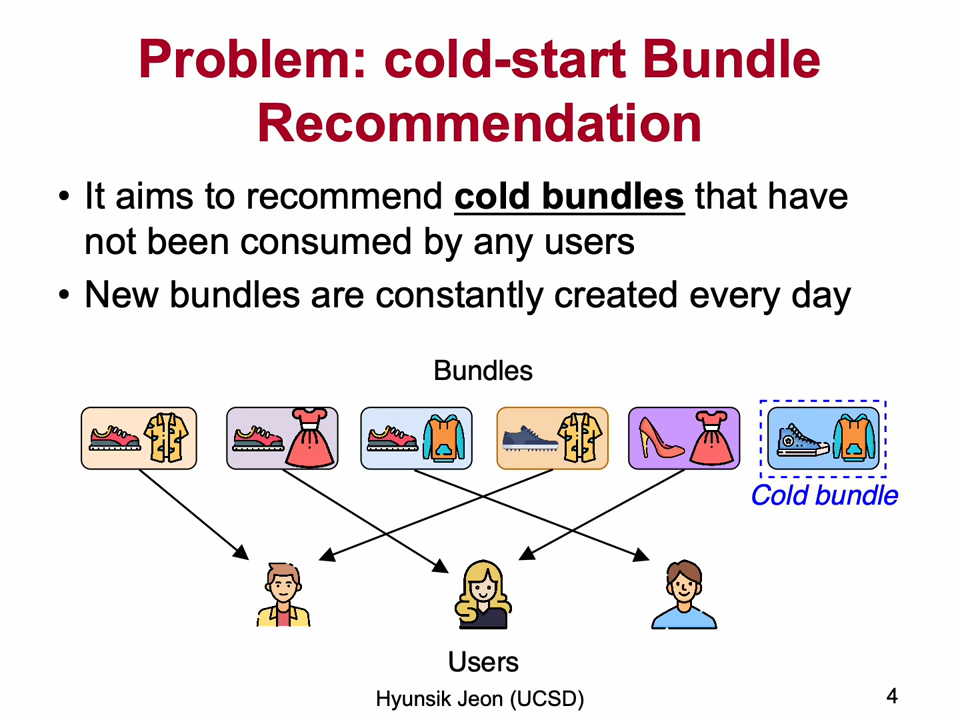 Problem: cold-start Bundle
Recommendation
• It aims to recommend cold bundles that have
not been consumed by any users
• New bundles are constantly created every day
Bundles
Cold bundle
Users
Hyunsik Jeon (UCSD)
4